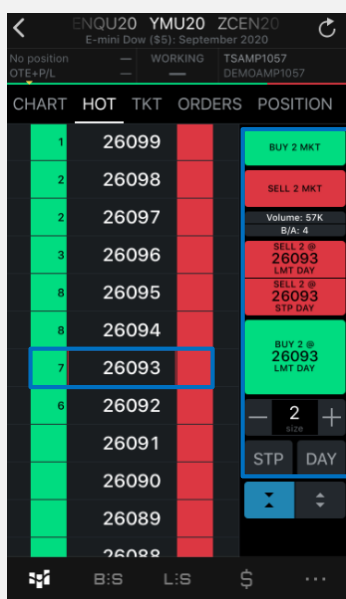 ENQU20 YMU20 ZCEN20
E-mini Dow ($5): September 2020
No position — WORKING TSAMP1057
OTE+P/L — — DEMOAMP1057
CHART HOT TKT ORDERS POSITION
1 26099
2 26098
2 26097
3 26096
8 26095
8 26094
7 26093
6 26092
26091
26090
26089
26088
BUY 2 MKT
SELL 2 MKT
Volume: 57K
B/A: 4
SELL 2 @
26093
LMT DAY
SELL 2 @
26093
STP DAY
BUY 2 @
26093
LMT DAY
— 2 +
size
STP DAY
B:S L:S $ ...